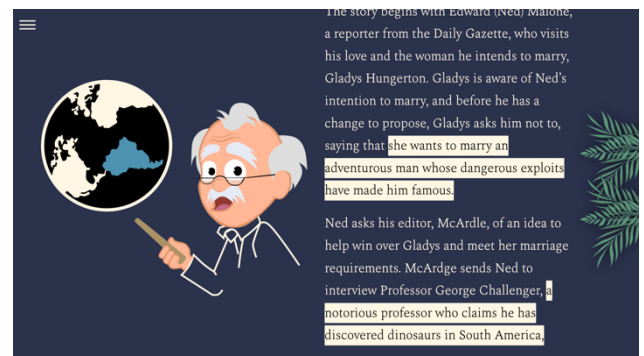 The story begins with Edward (Ned) Malone,
a reporter from the Daily Gazette, who visits
his love and the woman he intends to marry,
Gladys Hungerton. Gladys is aware of Ned’s
intention to marry, and before he has a
change to propose, Gladys asks him not to,
saying that she wants to marry an
adventurous man whose dangerous exploits
have made him famous.
Ned asks his editor, McArdle, of an idea to
help win over Gladys and meet her marriage
requirements. McArdge sends Ned to
interview Professor George Challenger, a
notorious professor who claims he has
discovered dinosaurs in South America,